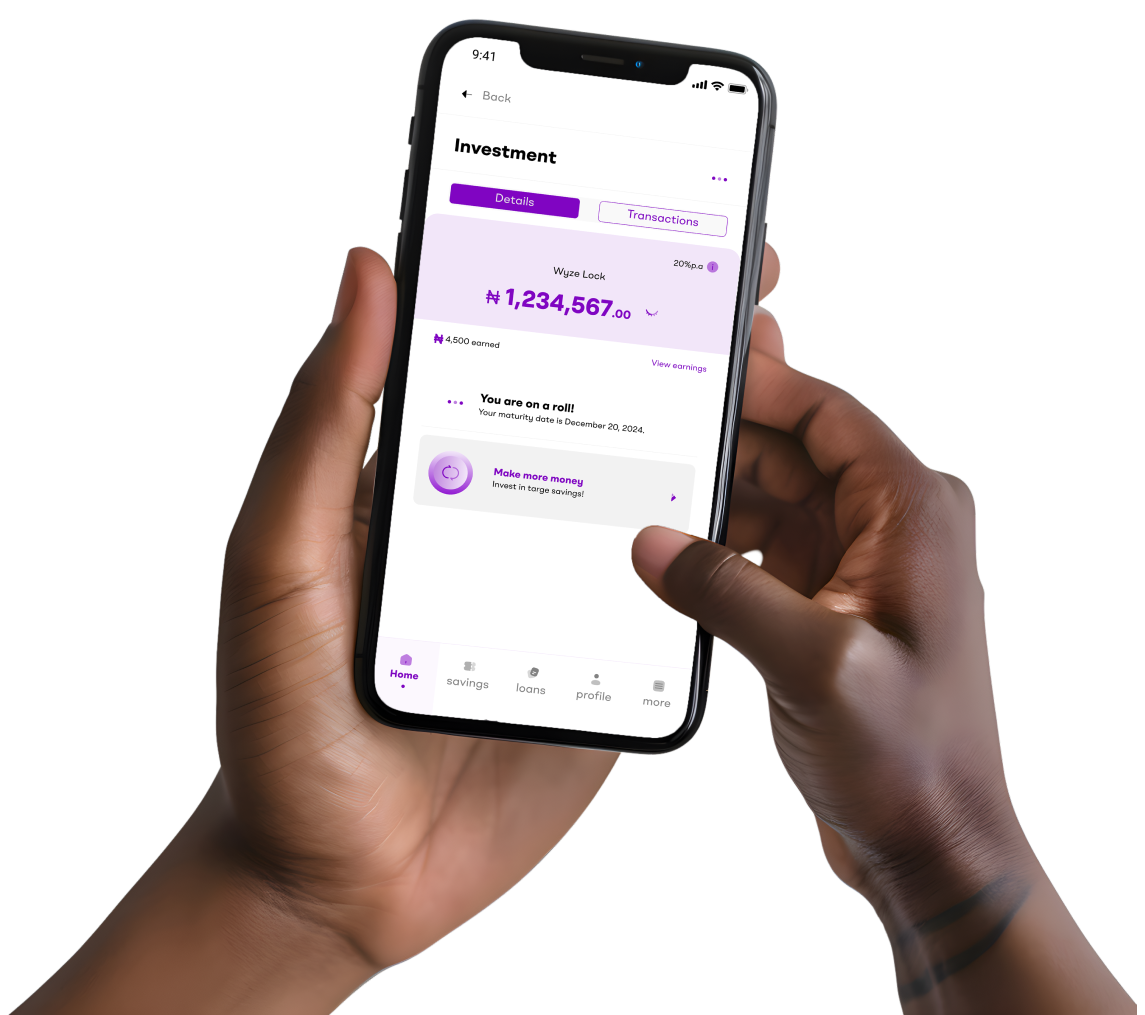 9:41
Back
Investment
Details
Transactions
20%p.a
Wyze Lock
₦ 1,234,567.00
₦ 4,500 earned
View earnings
You are on a roll!
Your maturity date is December 20, 2024.
Make more money
Invest in targe savings!
Home
savings
loans
profile
more